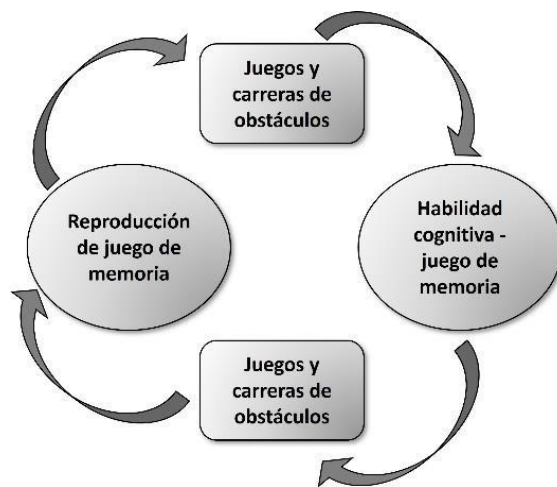 Juegos y
carreras de
obstáculos
Habilidad
cognitiva -
juego de
memoria
Juegos y
carreras de
obstáculos
Reproducción
de juego de
memoria